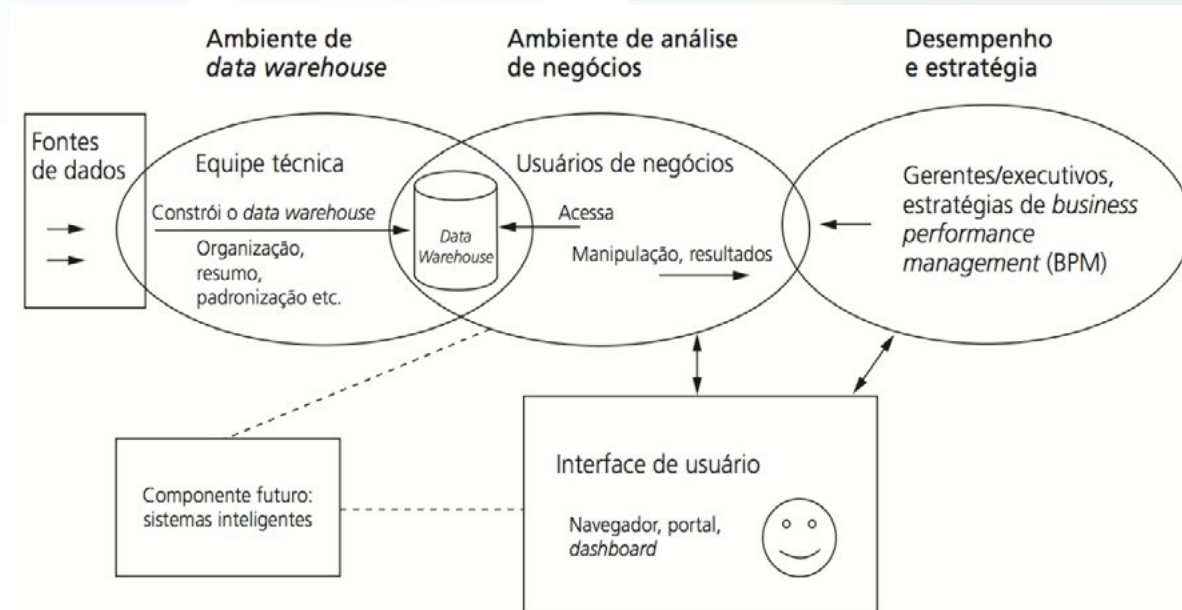 Ambiente de
data warehouse
Ambiente de análise
de negócios
Desempenho
e estratégia
Fontes
de dados
Equipe técnica
Constrói o data warehouse
Organização,
resumo,
padronização etc.
Data
Warehouse
Usuários de negócios
Acessa
Manipulação, resultados
Gerentes/executivos,
estratégias de business
performance
management (BPM)
Componente futuro:
sistemas inteligentes
Interface de usuário
Navegador, portal,
dashboard